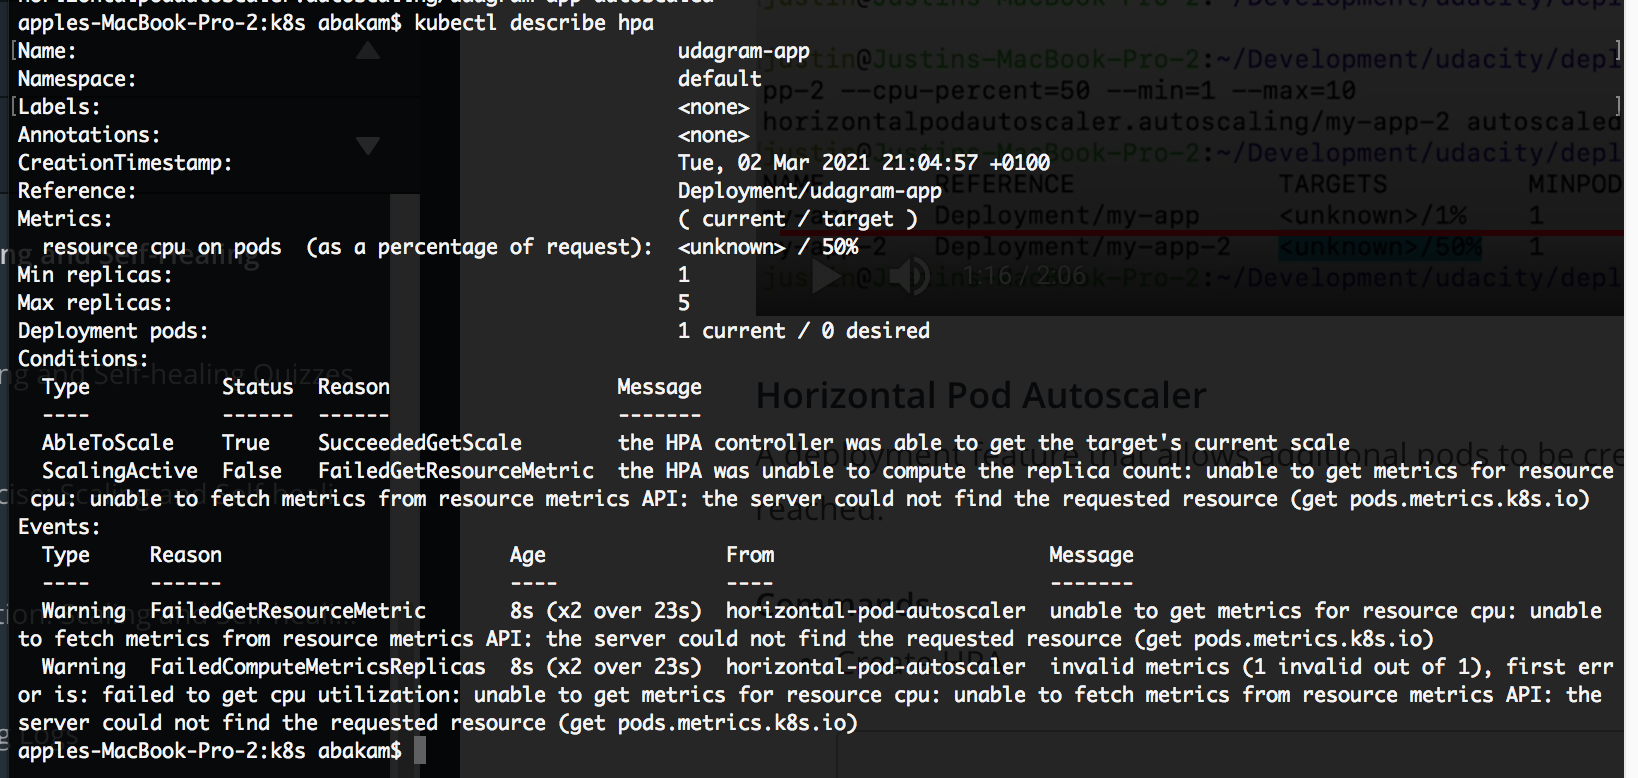 apples-MacBook-Pro-2:k8s abakam$ kubectl describe hpa
Name: udagram-app
Namespace: default
Labels: <none>
Annotations: <none>
CreationTimestamp: Tue, 02 Mar 2021 21:04:57 +0100
Reference: Deployment/udagram-app
Metrics: ( current / target )
resource cpu on pods  (as a percentage of request): <unknown> / 50%
Min replicas: 1
Max replicas: 5
Deployment pods: 1 current / 0 desired
Conditions:
Type Status Reason Message
---- ------ ------ -------
AbleToScale True SucceededGetScale the HPA controller was able to get the target's current scale
ScalingActive False FailedGetResourceMetric the HPA was unable to compute the replica count: unable to get metrics for resource
cpu: unable to fetch metrics from resource metrics API: the server could not find the requested resource (get pods.metrics.k8s.io)
Events:
Type Reason Age From Message
---- ------ ---- ---- -------
Warning FailedGetResourceMetric 8s (x2 over 23s) horizontal-pod-autoscaler unable to get metrics for resource cpu: unable
to fetch metrics from resource metrics API: the server could not find the requested resource (get pods.metrics.k8s.io)
Warning FailedComputeMetricsReplicas 8s (x2 over 23s) horizontal-pod-autoscaler invalid metrics (1 invalid out of 1), first err
or is: failed to get cpu utilization: unable to get metrics for resource cpu: unable to fetch metrics from resource metrics API: the
server could not find the requested resource (get pods.metrics.k8s.io)
apples-MacBook-Pro-2:k8s abakam$
justin@Justins-MacBook-Pro-2:~/Development/udacity/depl
pp-2 --cpu-percent=50 --min=1 --max=10
horizontalpodautoscaler.autoscaling/my-app-2 autoscaled
justin@Justins-MacBook-Pro-2:~/Development/udacity/depl
REFERENCE TARGETS MINPOD
Deployment/my-app <unknown>/1% 1
Deployment/my-app-2 <unknown>/50% 1
justin@Justins-MacBook-Pro-2:~/Development/udacity/depl
1:16 / 2:06
Horizontal Pod Autoscaler
A deployment feature that allows additional pods to be cre
reached.
Commands
Create HPA
ng and Self-healing
ng and Self-healing Quizzes